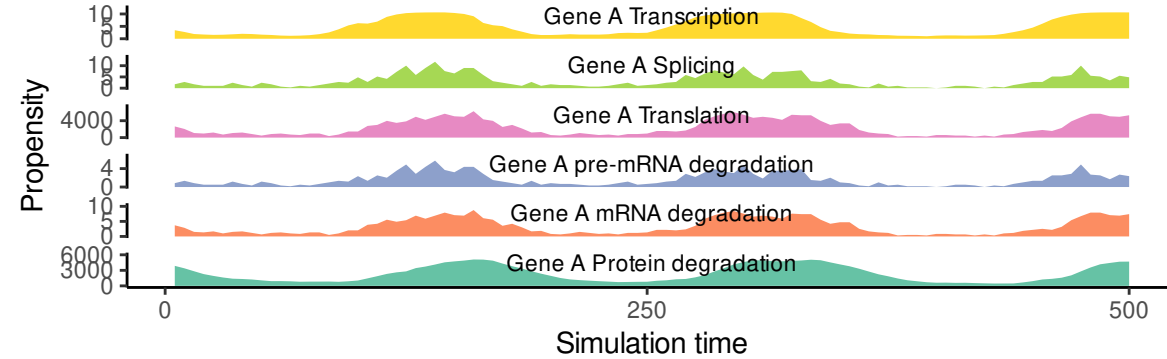 Gene A Transcription
10
5
0
Gene A Splicing
10
5
0
Gene A Translation
4000
0
Gene A pre-mRNA degradation
4
0
Gene A mRNA degradation
10
5
0
Gene A Protein degradation
6000
3000
0
Propensity
0 250 500
Simulation time